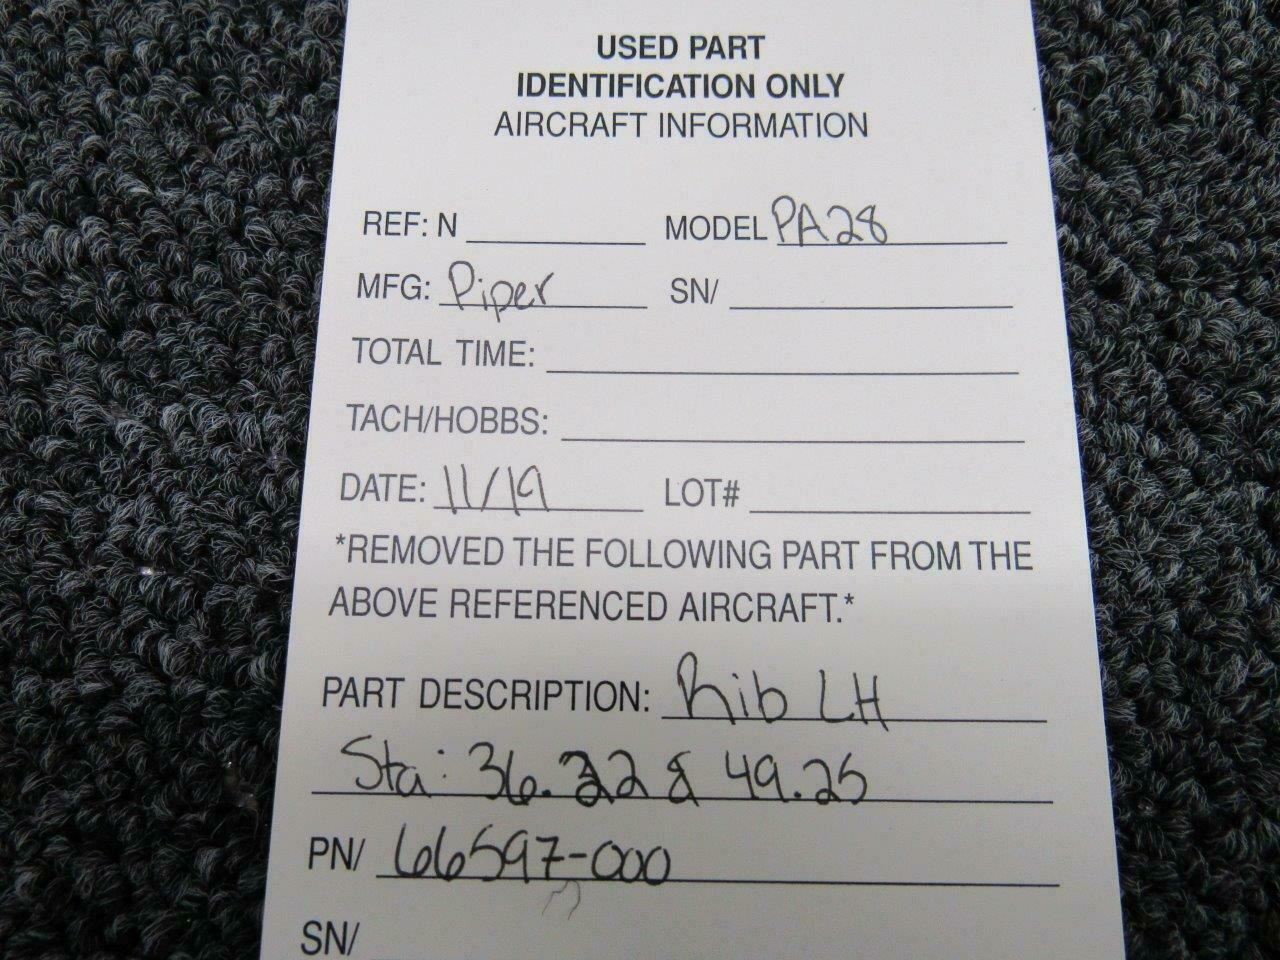 USED PART
IDENTIFICATION ONLY
AIRCRAFT INFORMATION
REF: N MODEL PA28
MFG: Piper SN/
TOTAL TIME:
TACH/HOBBS:
DATE: 11/19 LOT#
*REMOVED THE FOLLOWING PART FROM THE
ABOVE REFERENCED AIRCRAFT.*
PART DESCRIPTION: Rib LH
Sta: & 49.25
PN/ 66597-000
SN/